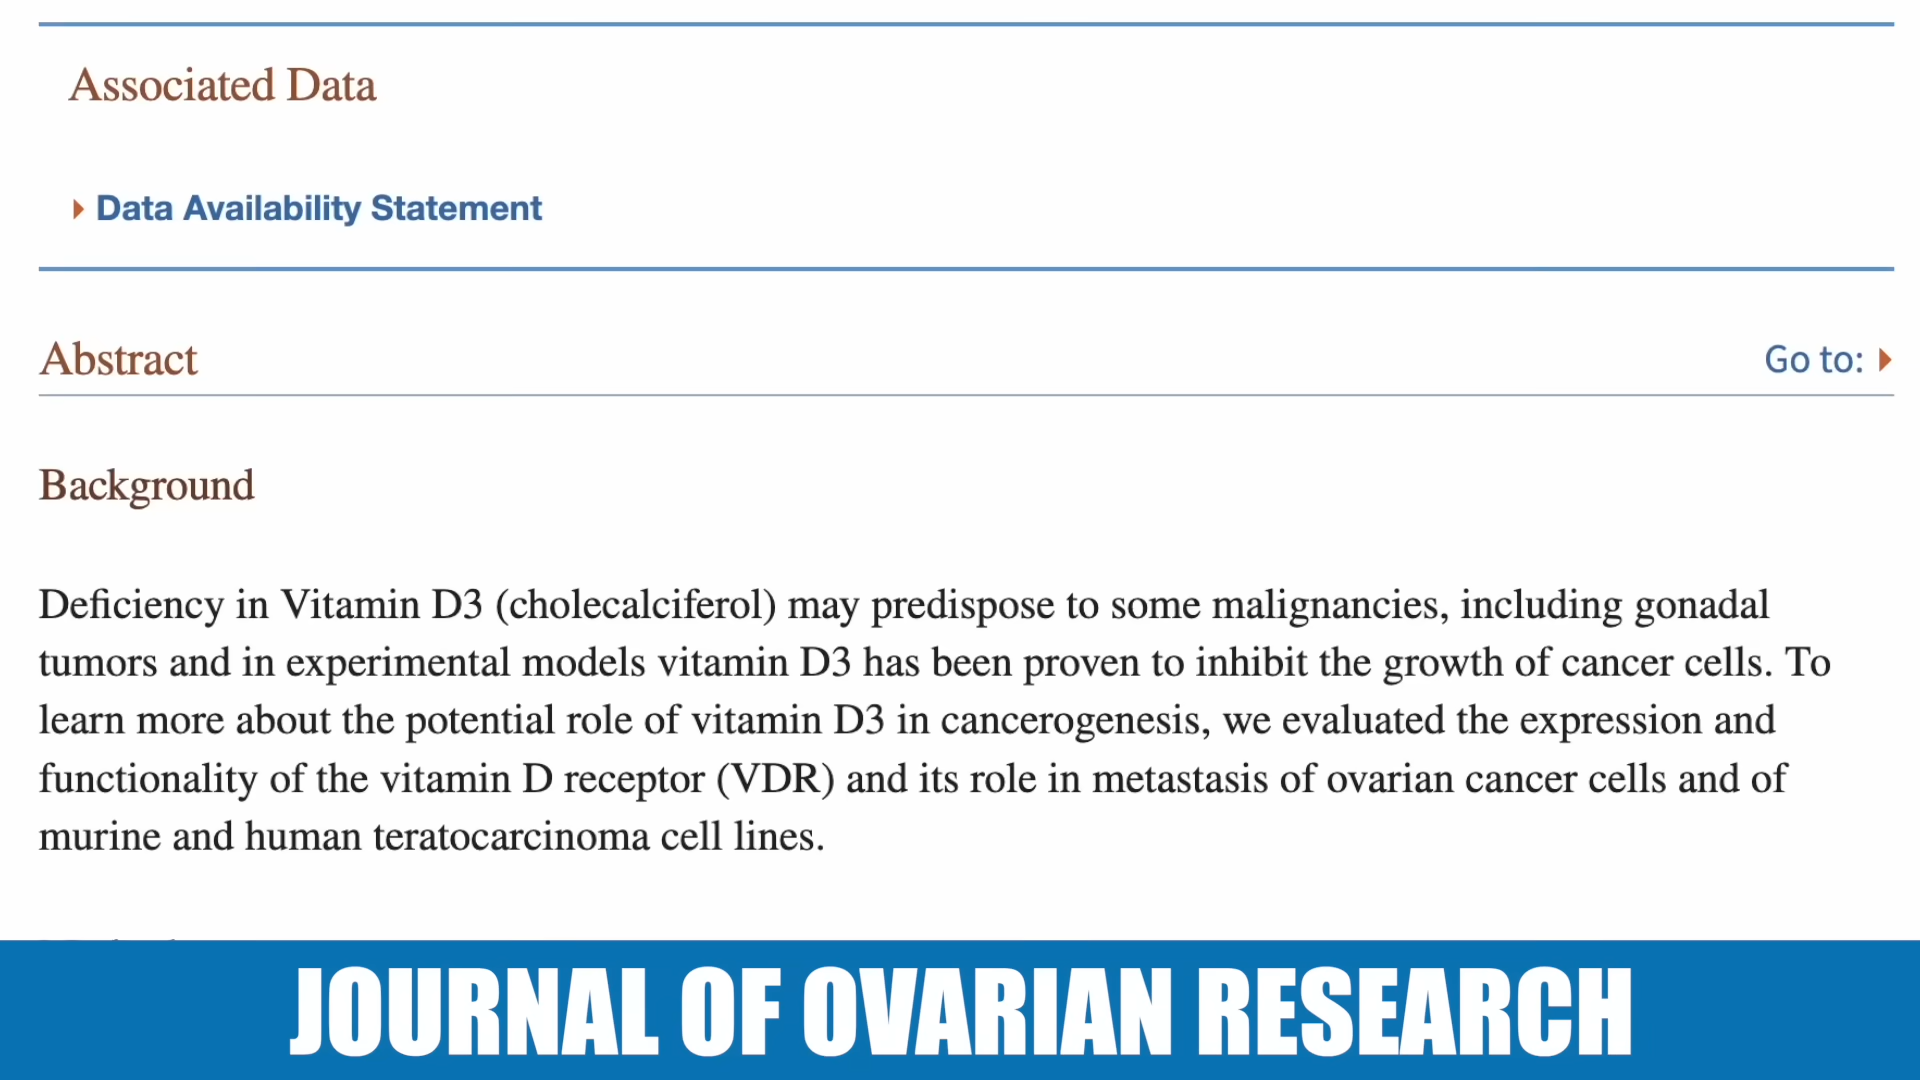 Associated Data
Data Availability Statement
Abstract
Go to:
Background
Deficiency in Vitamin D3 (cholecalciferol) may predispose to some malignancies, including gonadal
tumors and in experimental models vitamin D3 has been proven to inhibit the growth of cancer cells. To
learn more about the potential role of vitamin D3 in cancerogenesis, we evaluated the expression and
functionality of the vitamin D receptor (VDR) and its role in metastasis of ovarian cancer cells and of
murine and human teratocarcinoma cell lines.
JOURNAL OF OVARIAN RESEARCH